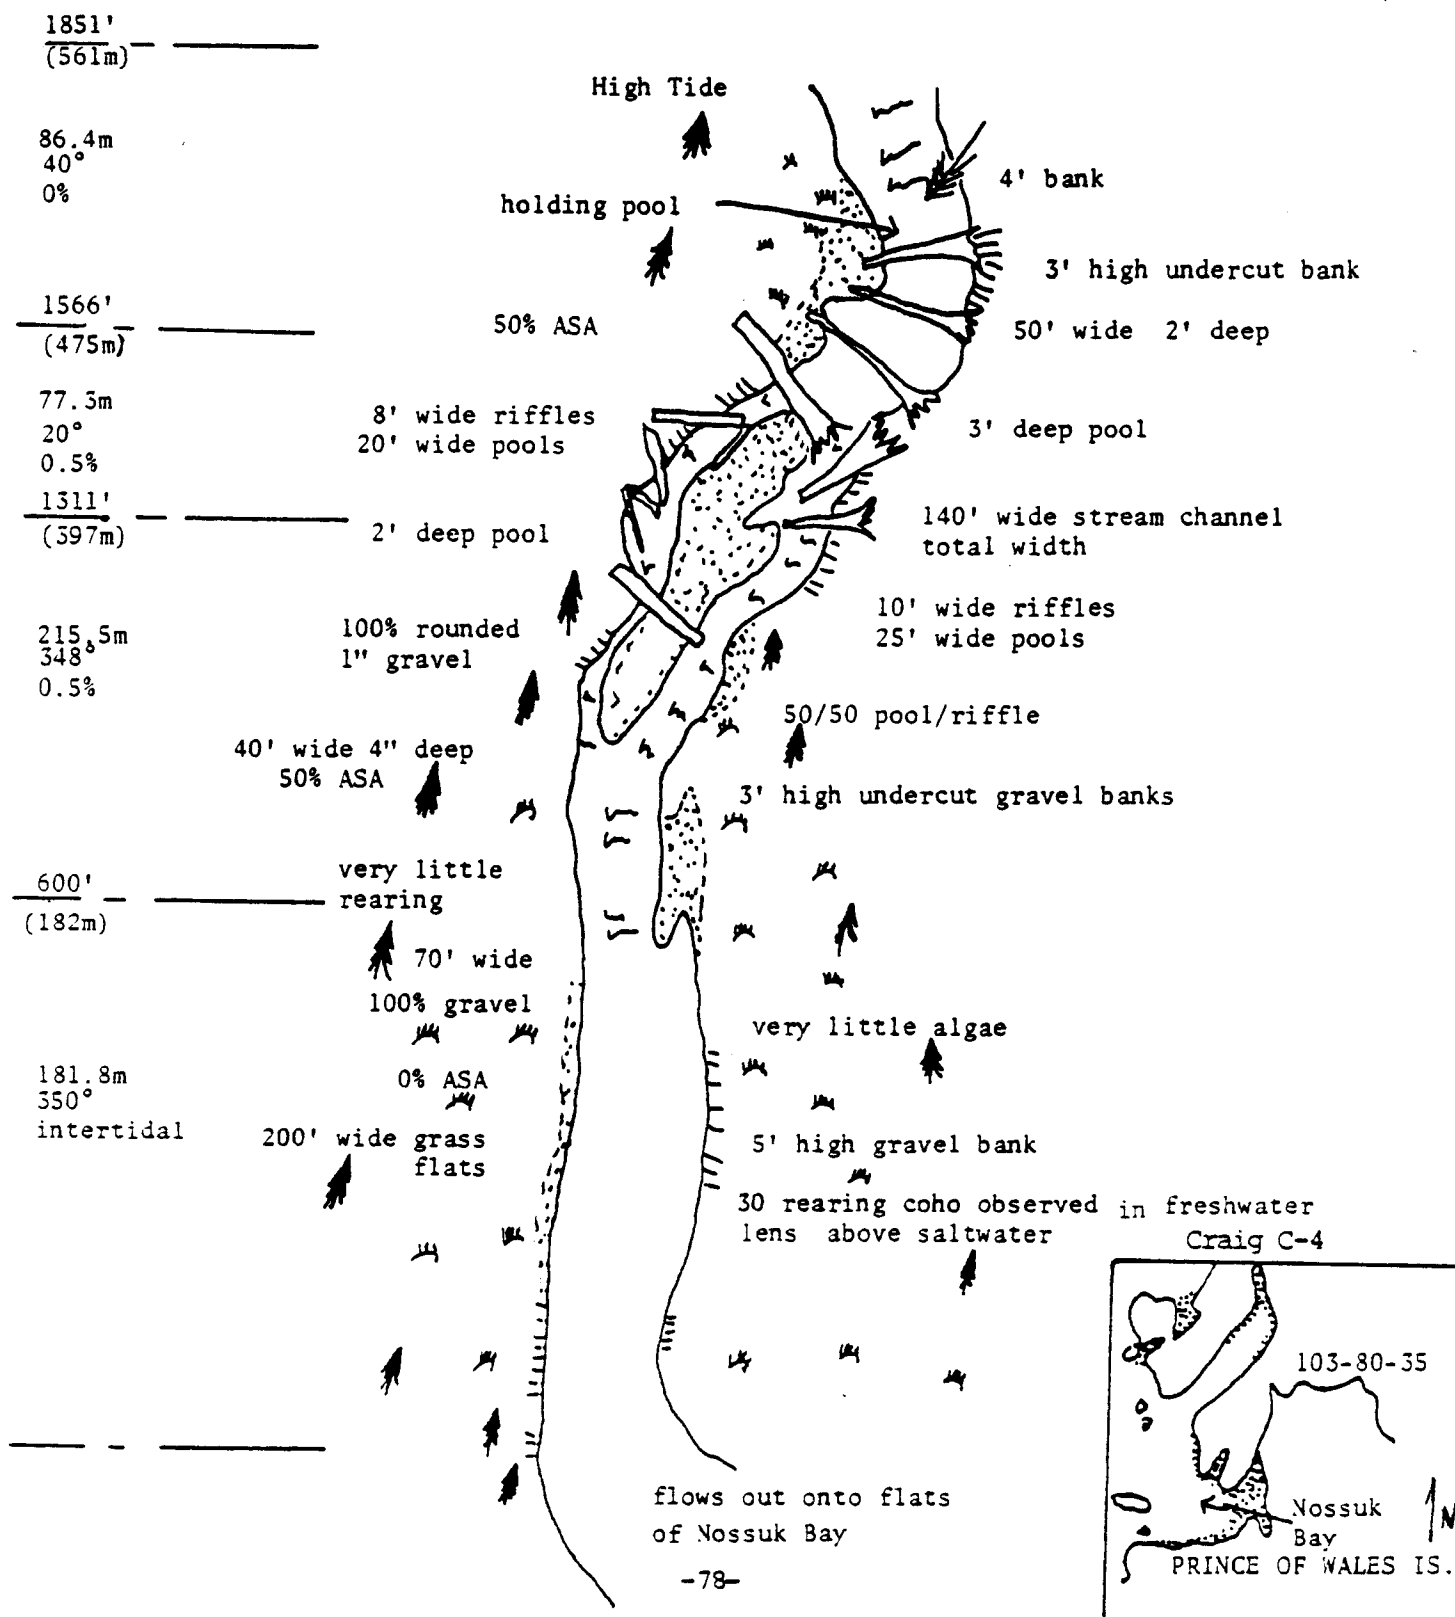 1851'
(561m)
High Tide
86.4m
40°
0%
4' bank
holding pool
3' high undercut bank
1566'
(475m)
50% ASA
50' wide 2' deep
77.3m
20°
0.5%
8' wide riffles
20' wide pools
3' deep pool
1311'
(397m)
2' deep pool
140' wide stream channel
total width
10' wide riffles
25' wide pools
215.5m
348°
0.5%
100% rounded
1" gravel
50/50 pool/riffle
40' wide 4" deep
50% ASA
3' high undercut gravel banks
very little
rearing
600'
(182m)
70' wide
100% gravel
very little algae
181.8m
350°
intertidal
0% ASA
200' wide grass
flats
5' high gravel bank
30 rearing coho observed in freshwater
lens above saltwater
Craig C-4
103-80-35
Nossuk
Bay
N
PRINCE OF WALES IS.
flows out onto flats
of Nossuk Bay
-78-